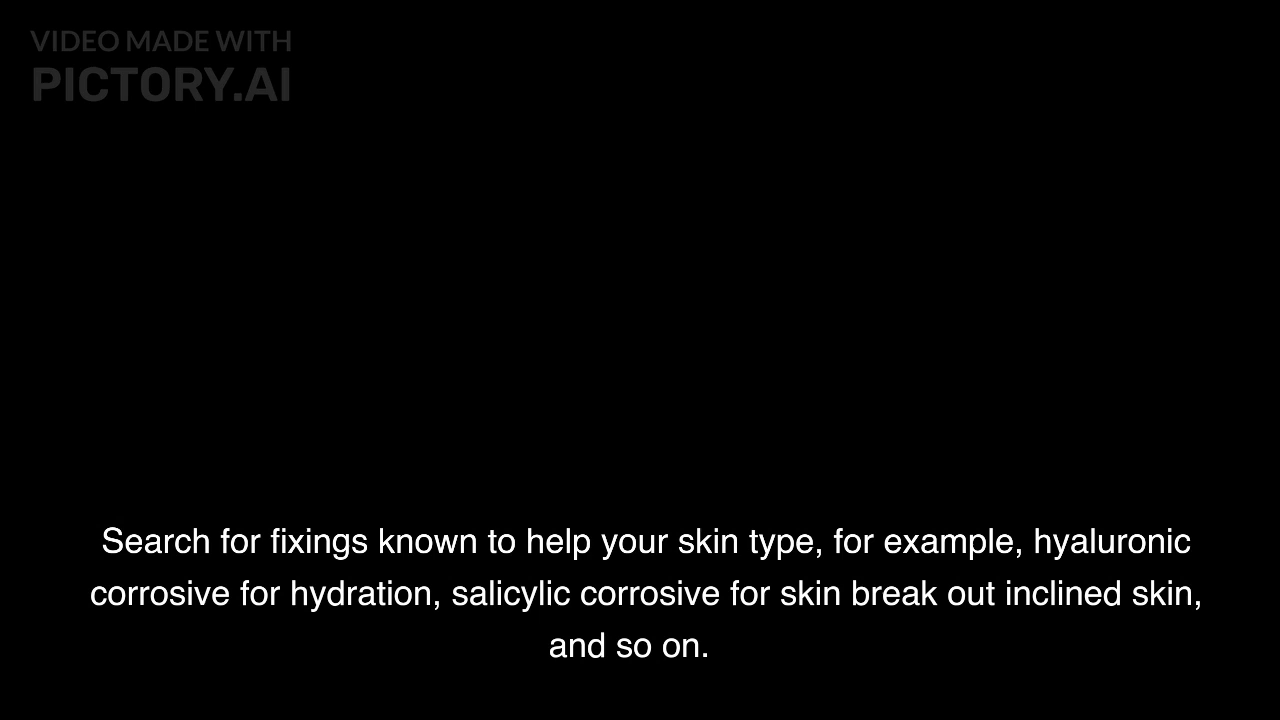 VIDEO MADE WITH
PICTORY.AI
Search for fixings known to help your skin type, for example, hyaluronic
corrosive for hydration, salicylic corrosive for skin break out inclined skin,
and so on.